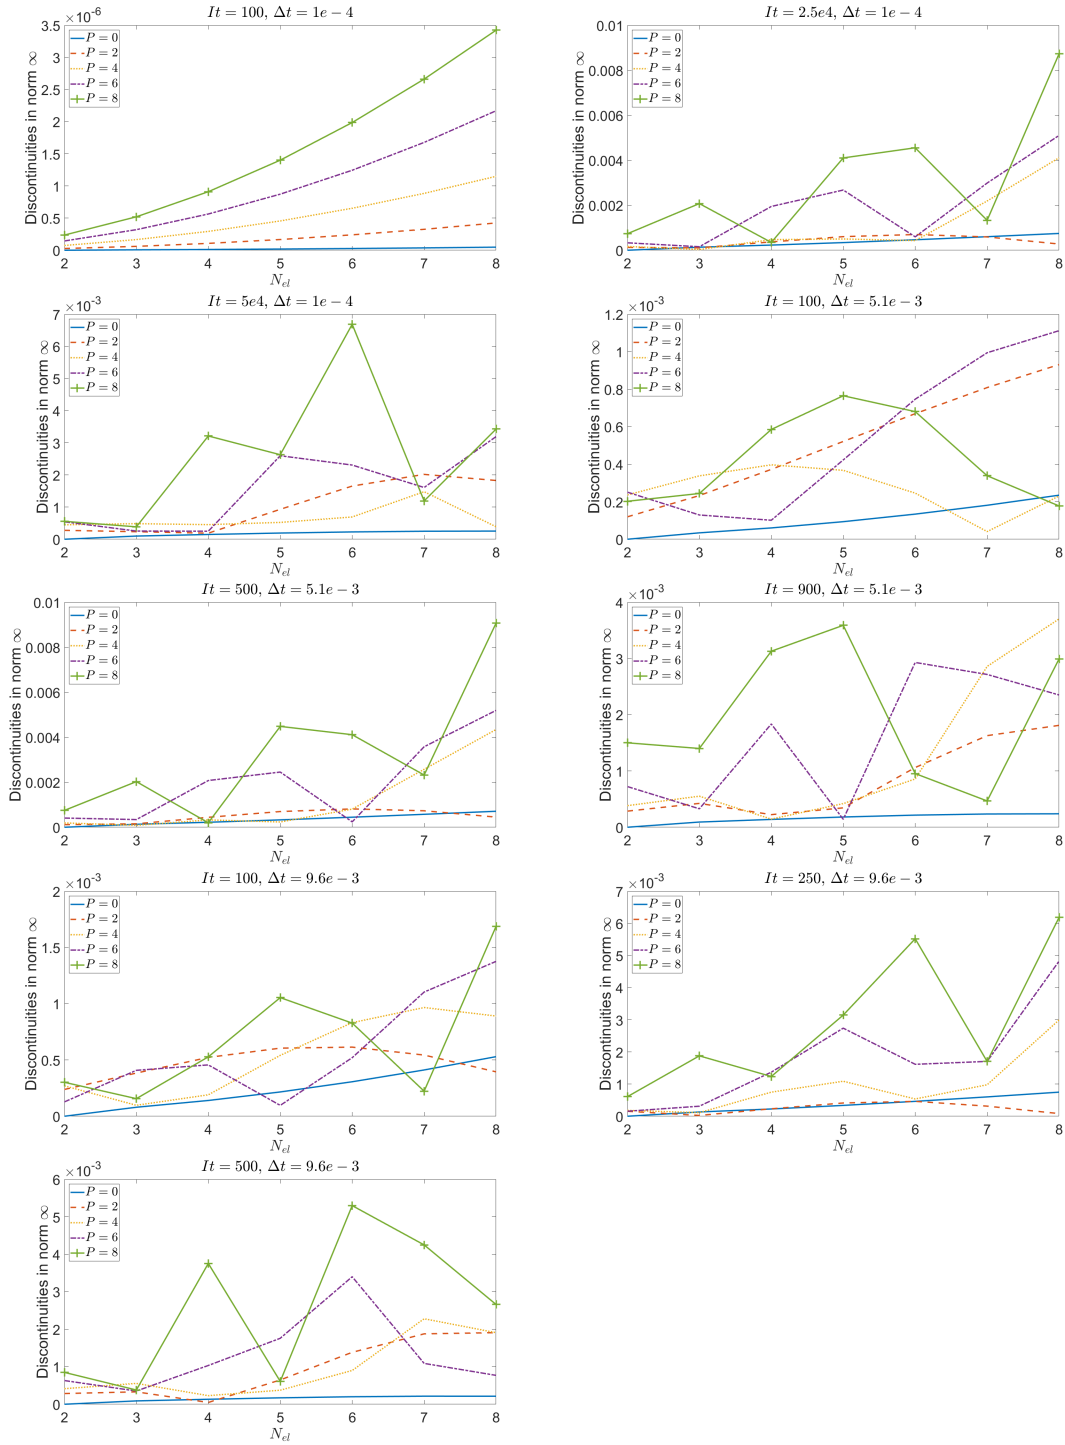 It = 100, Δt = 1e − 4
×10⁻⁶
Discontinuities in norm ∞
3.5
3
2.5
2
1.5
1
0.5
0
P = 0
P = 2
P = 4
P = 6
P = 8
2 3 4 5 6 7 8
N_el
It = 2.5e4, Δt = 1e − 4
Discontinuities in norm ∞
0.01
0.008
0.006
0.004
0.002
0
P = 0
P = 2
P = 4
P = 6
P = 8
2 3 4 5 6 7 8
N_el
It = 5e4, Δt = 1e − 4
×10⁻³
Discontinuities in norm ∞
7
6
5
4
3
2
1
0
P = 0
P = 2
P = 4
P = 6
P = 8
2 3 4 5 6 7 8
N_el
It = 100, Δt = 5.1e − 3
×10⁻³
Discontinuities in norm ∞
1.2
1
0.8
0.6
0.4
0.2
0
P = 0
P = 2
P = 4
P = 6
P = 8
2 3 4 5 6 7 8
N_el
It = 500, Δt = 5.1e − 3
Discontinuities in norm ∞
0.01
0.008
0.006
0.004
0.002
0
P = 0
P = 2
P = 4
P = 6
P = 8
2 3 4 5 6 7 8
N_el
It = 900, Δt = 5.1e − 3
×10⁻³
Discontinuities in norm ∞
4
3
2
1
0
P = 0
P = 2
P = 4
P = 6
P = 8
2 3 4 5 6 7 8
N_el
It = 100, Δt = 9.6e − 3
×10⁻³
Discontinuities in norm ∞
2
1.5
1
0.5
0
P = 0
P = 2
P = 4
P = 6
P = 8
2 3 4 5 6 7 8
N_el
It = 250, Δt = 9.6e − 3
×10⁻³
Discontinuities in norm ∞
7
6
5
4
3
2
1
0
P = 0
P = 2
P = 4
P = 6
P = 8
2 3 4 5 6 7 8
N_el
It = 500, Δt = 9.6e − 3
×10⁻³
Discontinuities in norm ∞
6
5
4
3
2
1
0
P = 0
P = 2
P = 4
P = 6
P = 8
2 3 4 5 6 7 8
N_el